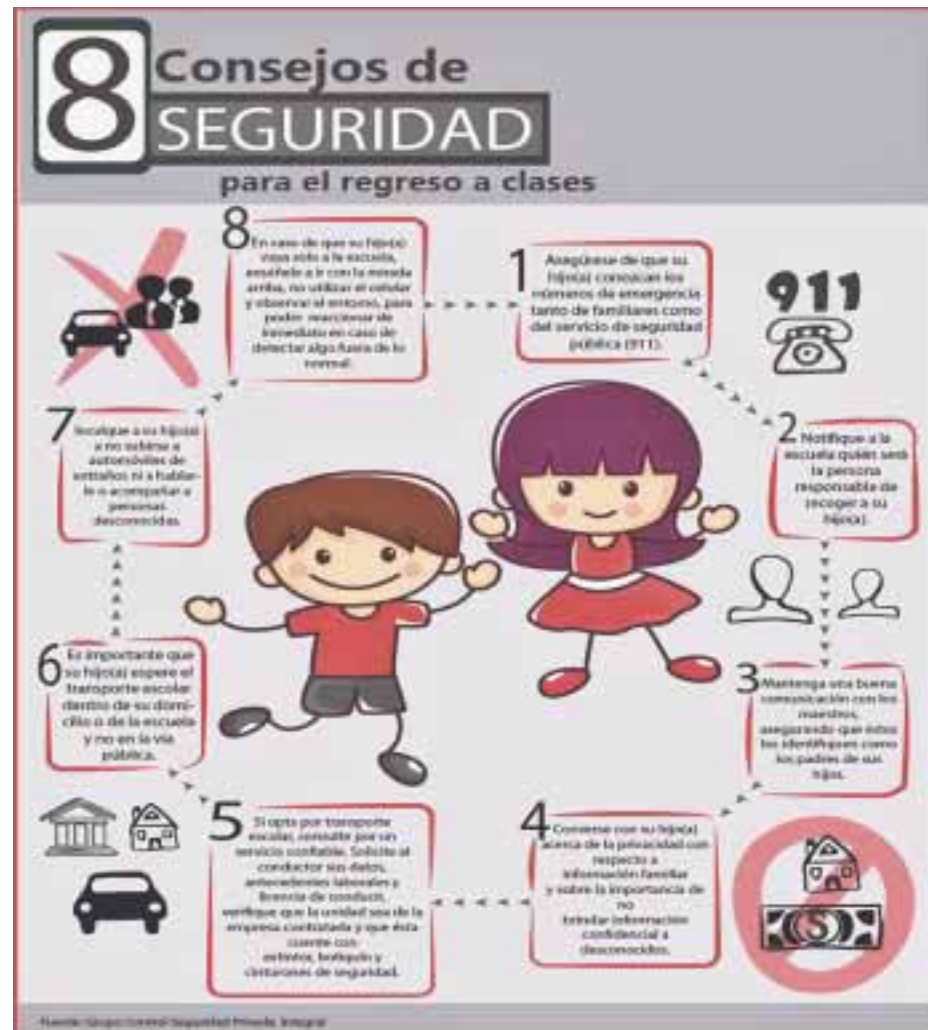 8
Consejos de
SEGURIDAD
para el regreso a clases
1
Asegúrese de que su
hijo(a) conozcan los
números de emergencia
tanto de familiares como
del servicio de seguridad
pública (911).
911
2
Notifique a la
escuela quién será
la persona
responsable de
recoger a su
hijo(a).
3
Mantenga una buena
comunicación con los
maestros,
asegurando que éstos
los identifiquen como
los padres de sus
hijos.
4
Converse con su hijo(a)
acerca de la privacidad con
respecto a
información familiar
y sobre la importancia de
no
brindar información
confidencial a
desconocidos.
$
5
Si opta por transporte
escolar, consulte por un
servicio confiable. Solicite al
conductor sus datos,
antecedentes laborales y
licencia de conducir,
verifique que la unidad sea de la
empresa contratada y que ésta
cuente con
extintor, botiquín y
cinturones de seguridad.
6
Es importante que
su hijo(a) espere el
transporte escolar
dentro de su domi-
cilio o de la escuela
y no en la vía
pública.
7
Inculque a su hijo(a)
a no subirse a
automóviles de
extraños ni a hablar-
le o acompañar a
personas
desconocidas.
8
En caso de que su hijo(a)
vaya solo a la escuela,
enséñele a ir con la mirada
arriba, no utilizar el celular
y observar el entorno, para
poder reaccionar de
inmediato en caso de
detectar algo fuera de lo
normal.
Fuente: Grupo Control Seguridad Privada Integral